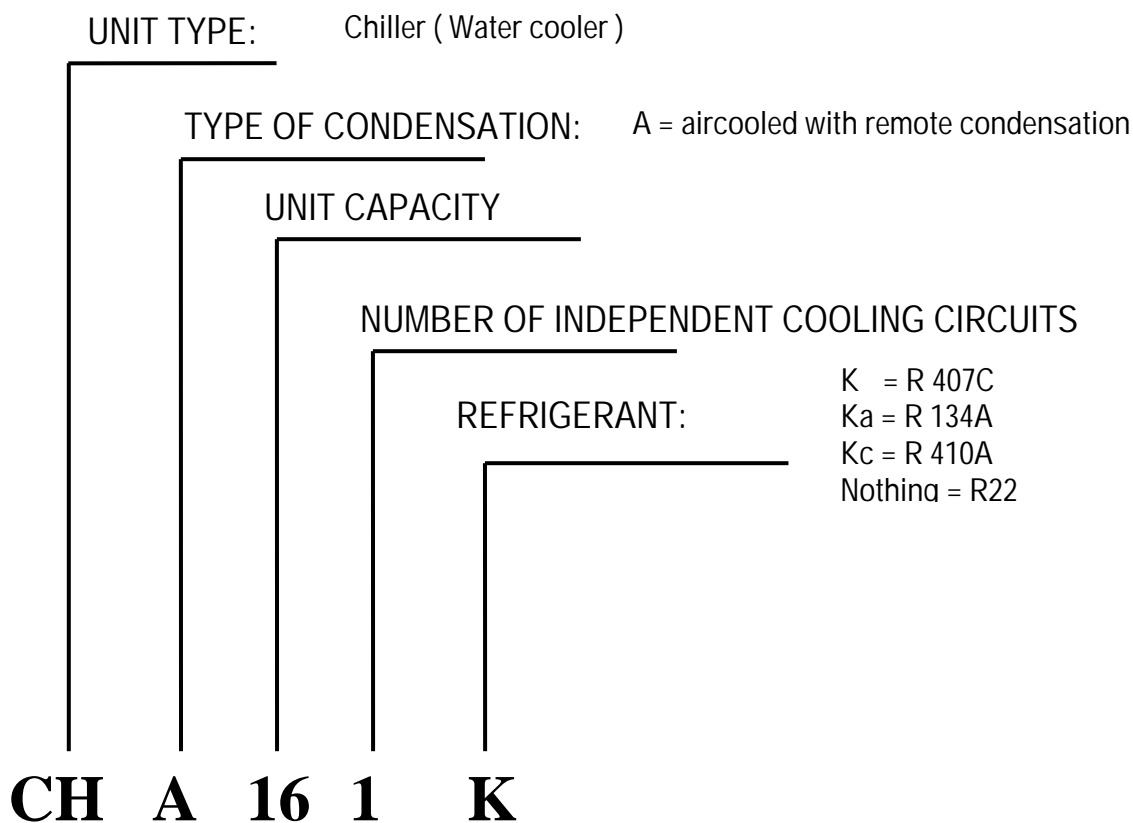 UNIT TYPE: Chiller ( Water cooler )
TYPE OF CONDENSATION: A = aircooled with remote condensation
UNIT CAPACITY
NUMBER OF INDEPENDENT COOLING CIRCUITS
REFRIGERANT:
K = R 407C
Ka = R 134A
Kc = R 410A
Nothing = R22
CH A 16 1 K